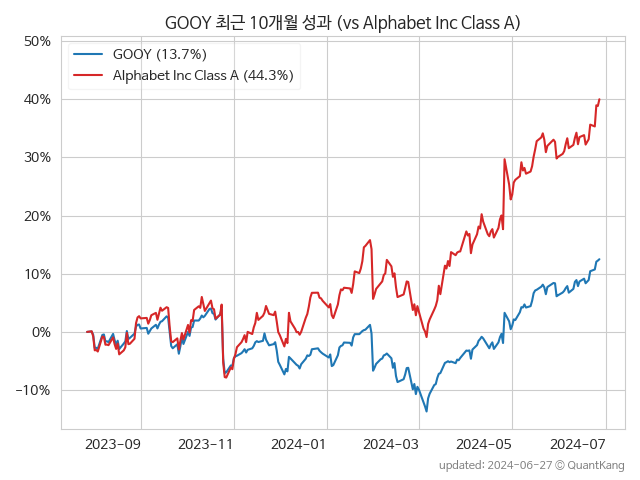 GOOY 최근 10개월 성과 (vs Alphabet Inc Class A)
50%
GOOY (13.7%)
Alphabet Inc Class A (44.3%)
40%
30%
20%
10%
0%
−10%
2023-09 2023-11 2024-01 2024-03 2024-05 2024-07
updated: 2024-06-27 © QuantKang